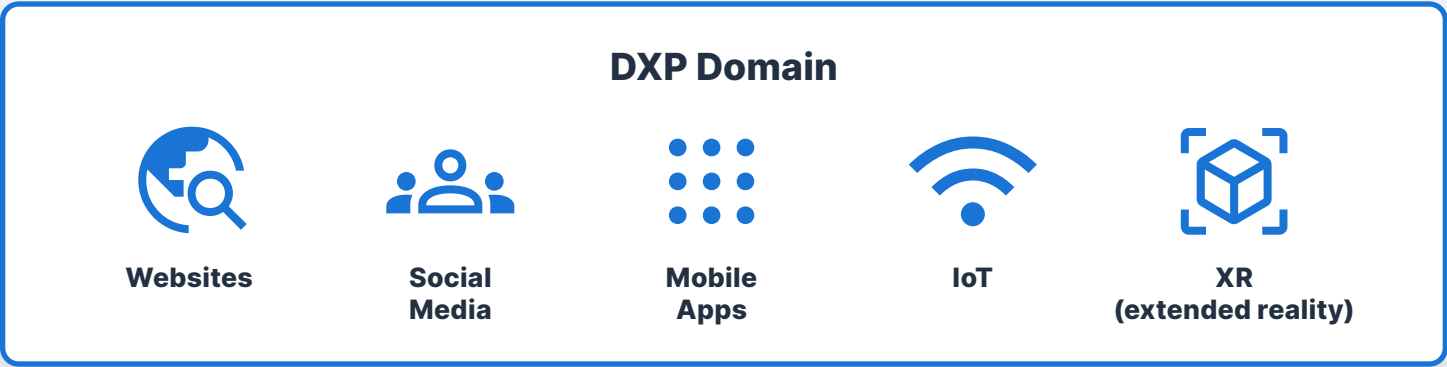 DXP Domain
Websites
Social
Media
Mobile
Apps
IoT
XR
(extended reality)